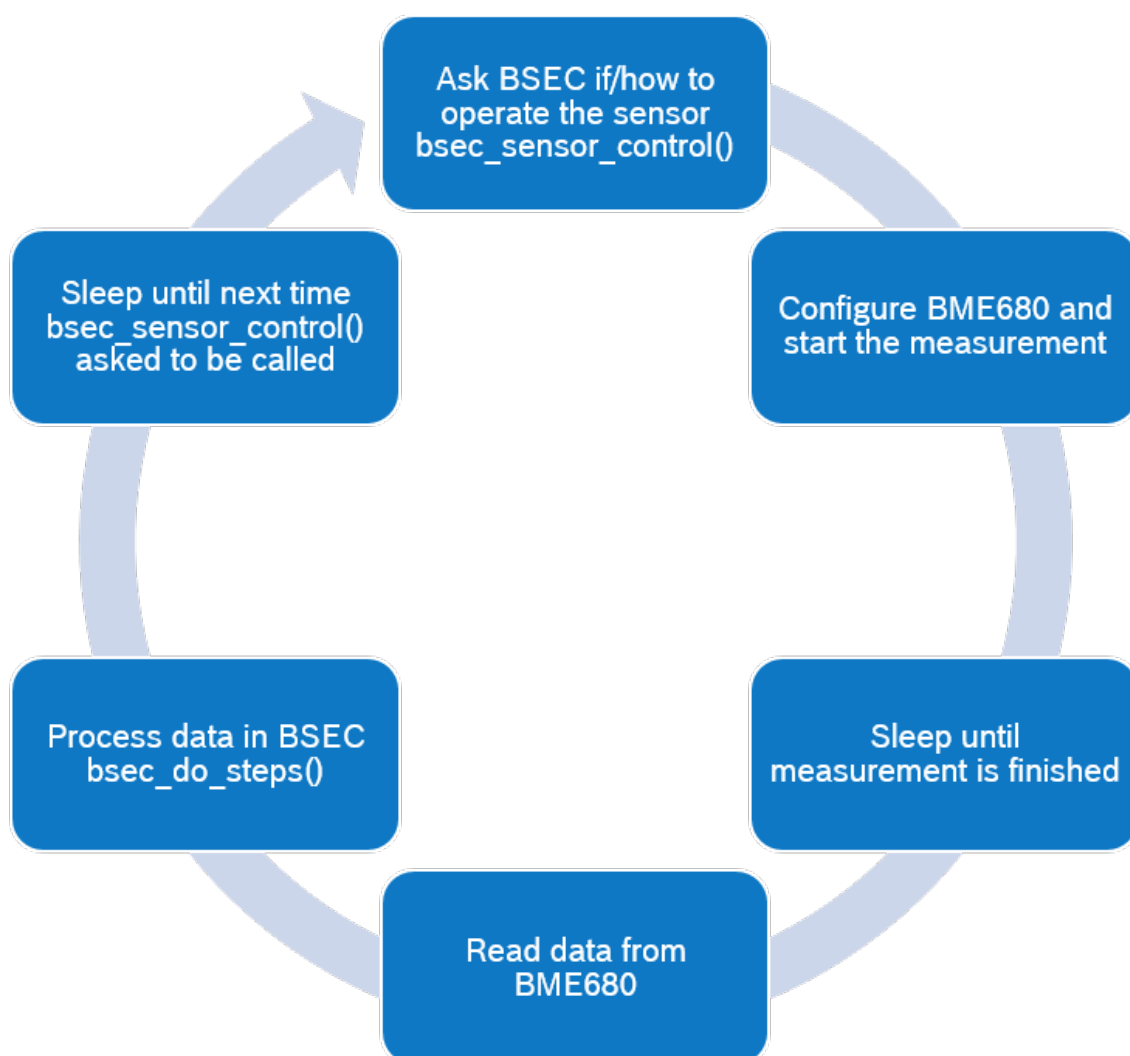 Ask BSEC if/how to
operate the sensor
bsec_sensor_control()
Configure BME680 and
start the measurement
Sleep until
measurement is finished
Read data from
BME680
Process data in BSEC
bsec_do_steps()
Sleep until next time
bsec_sensor_control()
asked to be called